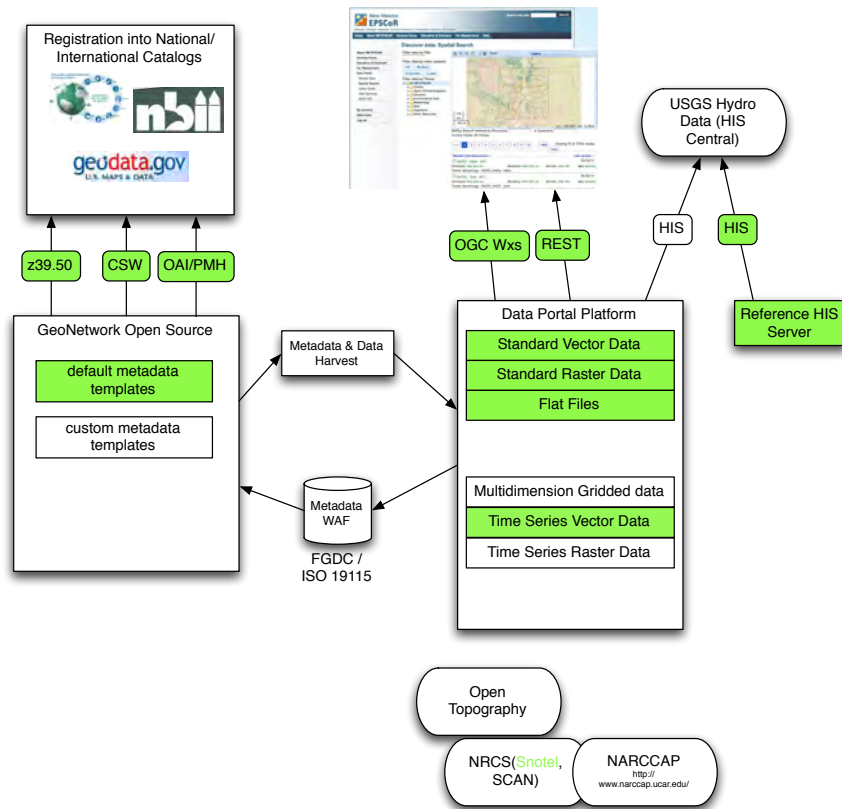 Registration into National/
International Catalogs
nbii
geodata.gov
U.S. MAPS & DATA
New Mexico
EPSCoR
Discover data: Spatial Search
USGS Hydro
Data (HIS
Central)
z39.50
CSW
OAI/PMH
OGC Wxs
REST
HIS
HIS
GeoNetwork Open Source
default metadata
templates
custom metadata
templates
Metadata & Data
Harvest
Metadata
WAF
FGDC /
ISO 19115
Data Portal Platform
Standard Vector Data
Standard Raster Data
Flat Files
Multidimension Gridded data
Time Series Vector Data
Time Series Raster Data
Reference HIS
Server
Open
Topography
NRCS(Snotel,
SCAN)
NARCCAP
http://
www.narccap.ucar.edu/